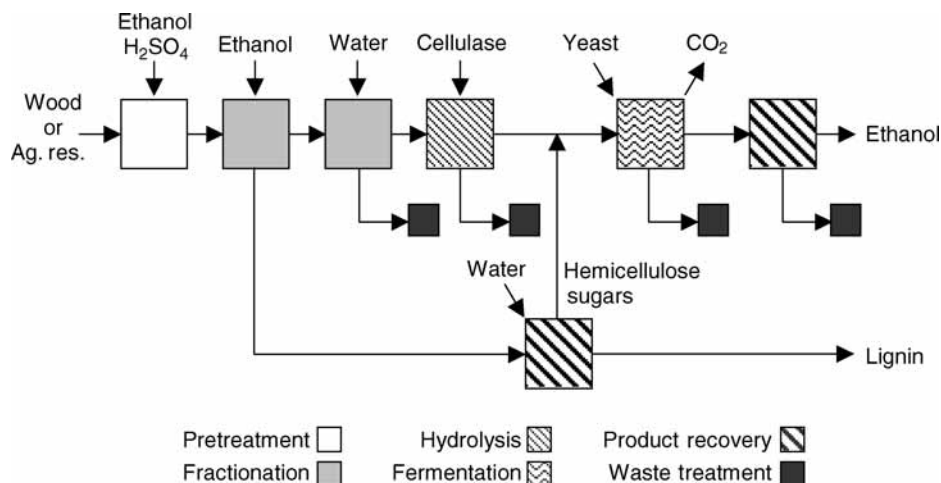 Ethanol
H₂SO₄
Ethanol
Water
Cellulase
Yeast
CO₂
Wood
or
Ag. res.
Ethanol
Water
Hemicellulose
sugars
Lignin
Pretreatment
Hydrolysis
Product recovery
Fractionation
Fermentation
Waste treatment